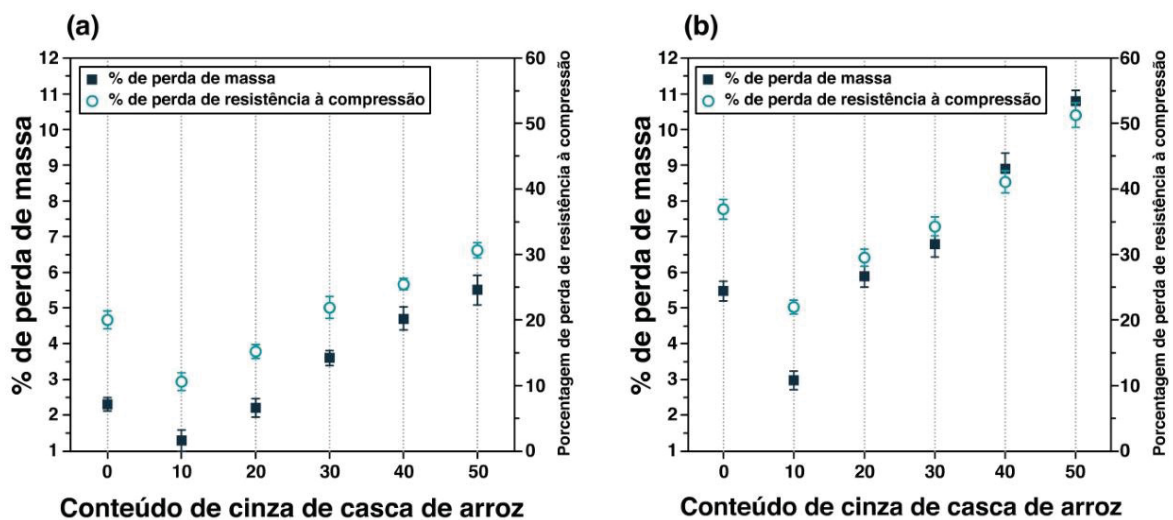 (a)
12
11
10
9
8
7
6
5
4
3
2
1
% de perda de massa
% de perda de massa
% de perda de resistência à compressão
60
50
40
30
20
10
0
Porcentagem de perda de resistência à compressão
0 10 20 30 40 50
Conteúdo de cinza de casca de arroz
(b)
12
11
10
9
8
7
6
5
4
3
2
1
% de perda de massa
% de perda de massa
% de perda de resistência à compressão
60
50
40
30
20
10
0
Porcentagem de perda de resistência à compressão
0 10 20 30 40 50
Conteúdo de cinza de casca de arroz